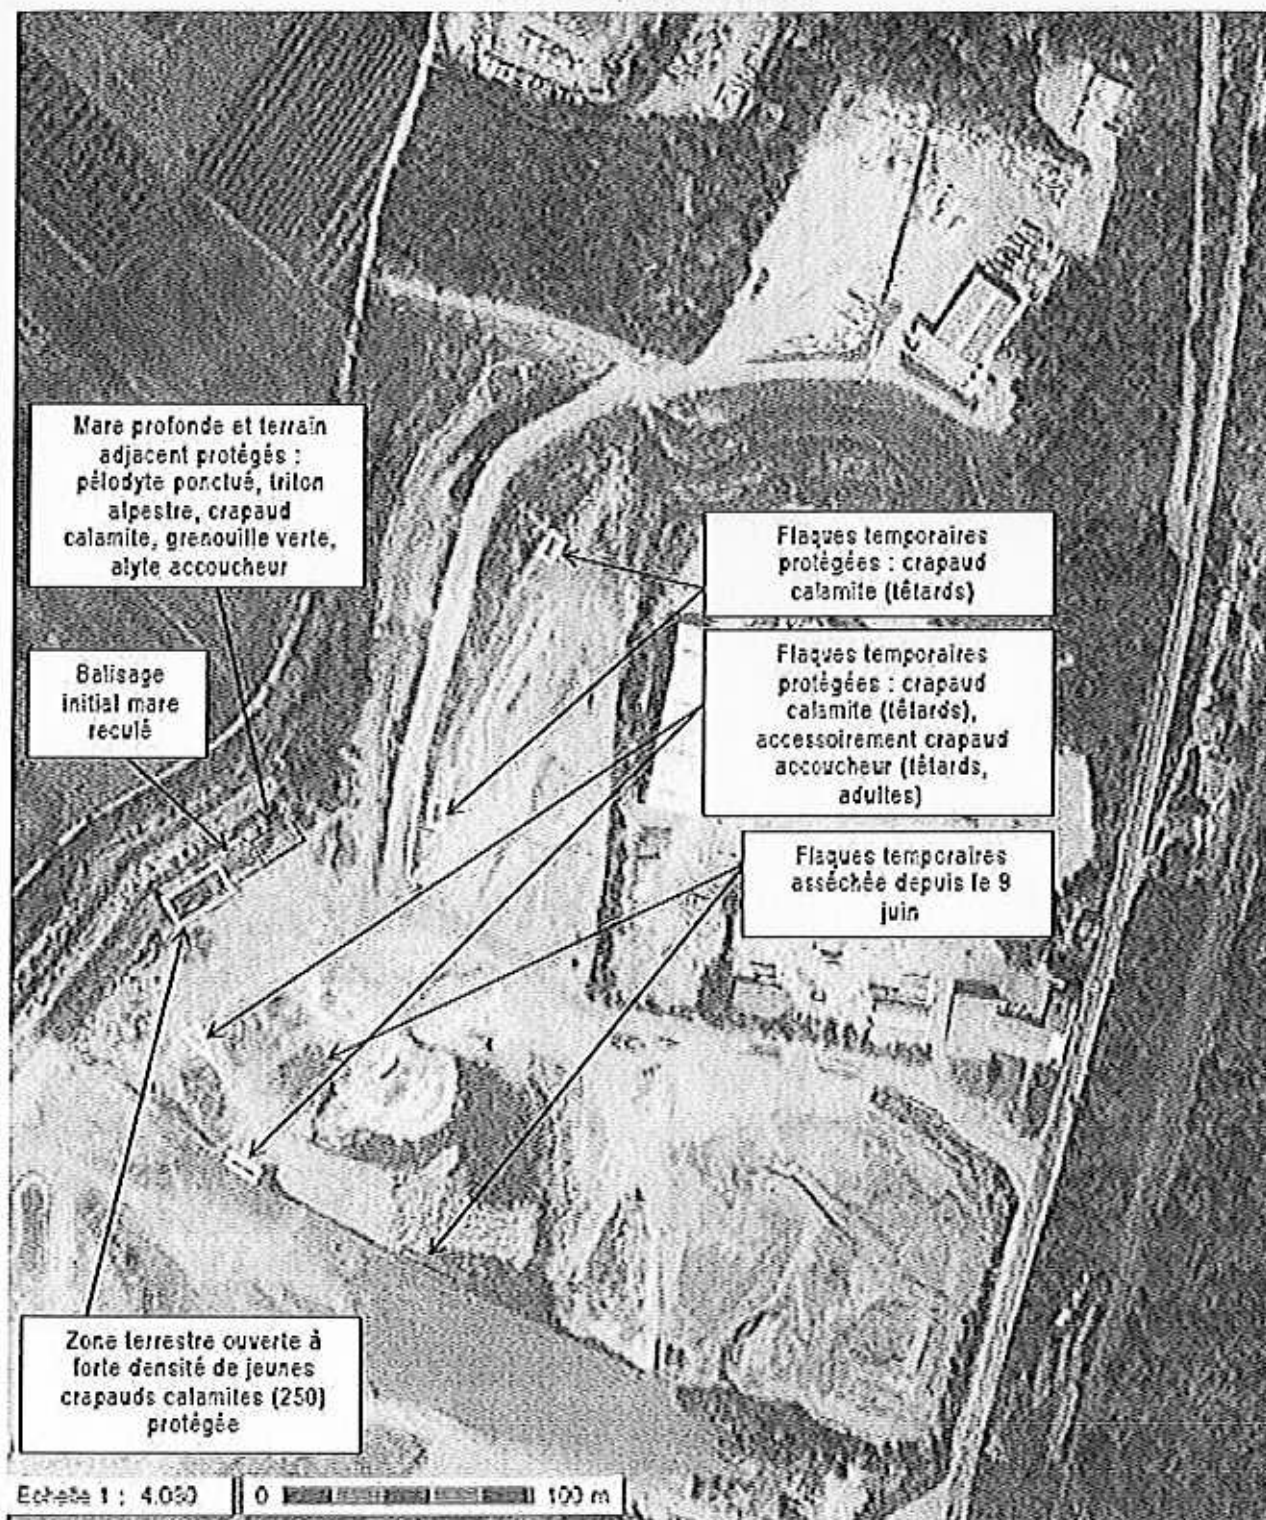 Mare profonde et terrain
adjacent protégés :
pélodyte ponctué, triton
alpestre, crapaud
calamite, grenouille verte,
alyte accoucheur
Balisage
initial mare
reculé
Flaques temporaires
protégées : crapaud
calamite (têtards)
Flaques temporaires
protégées : crapaud
calamite (têtards),
accessoirement crapaud
accoucheur (têtards,
adultes)
Flaques temporaires
asséchée depuis le 9
juin
Zone terrestre ouverte à
forte densité de jeunes
crapauds calamites (250)
protégée
Echelle 1 :
0 100 m